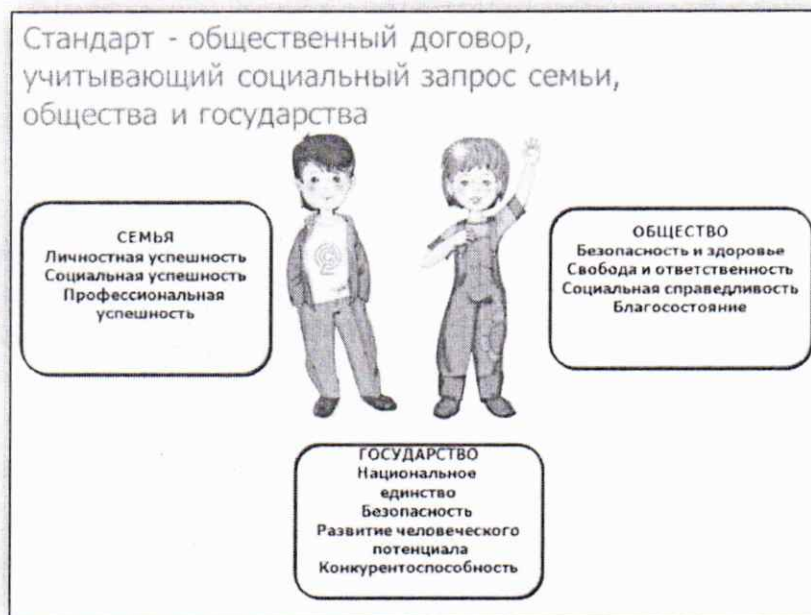 Стандарт - общественный договор,
учитывающий социальный запрос семьи,
общества и государства
СЕМЬЯ
Личностная успешность
Социальная успешность
Профессиональная
успешность
ОБЩЕСТВО
Безопасность и здоровье
Свобода и ответственность
Социальная справедливость
Благосостояние
ГОСУДАРСТВО
Национальное
единство
Безопасность
Развитие человеческого
потенциала
Конкурентоспособность